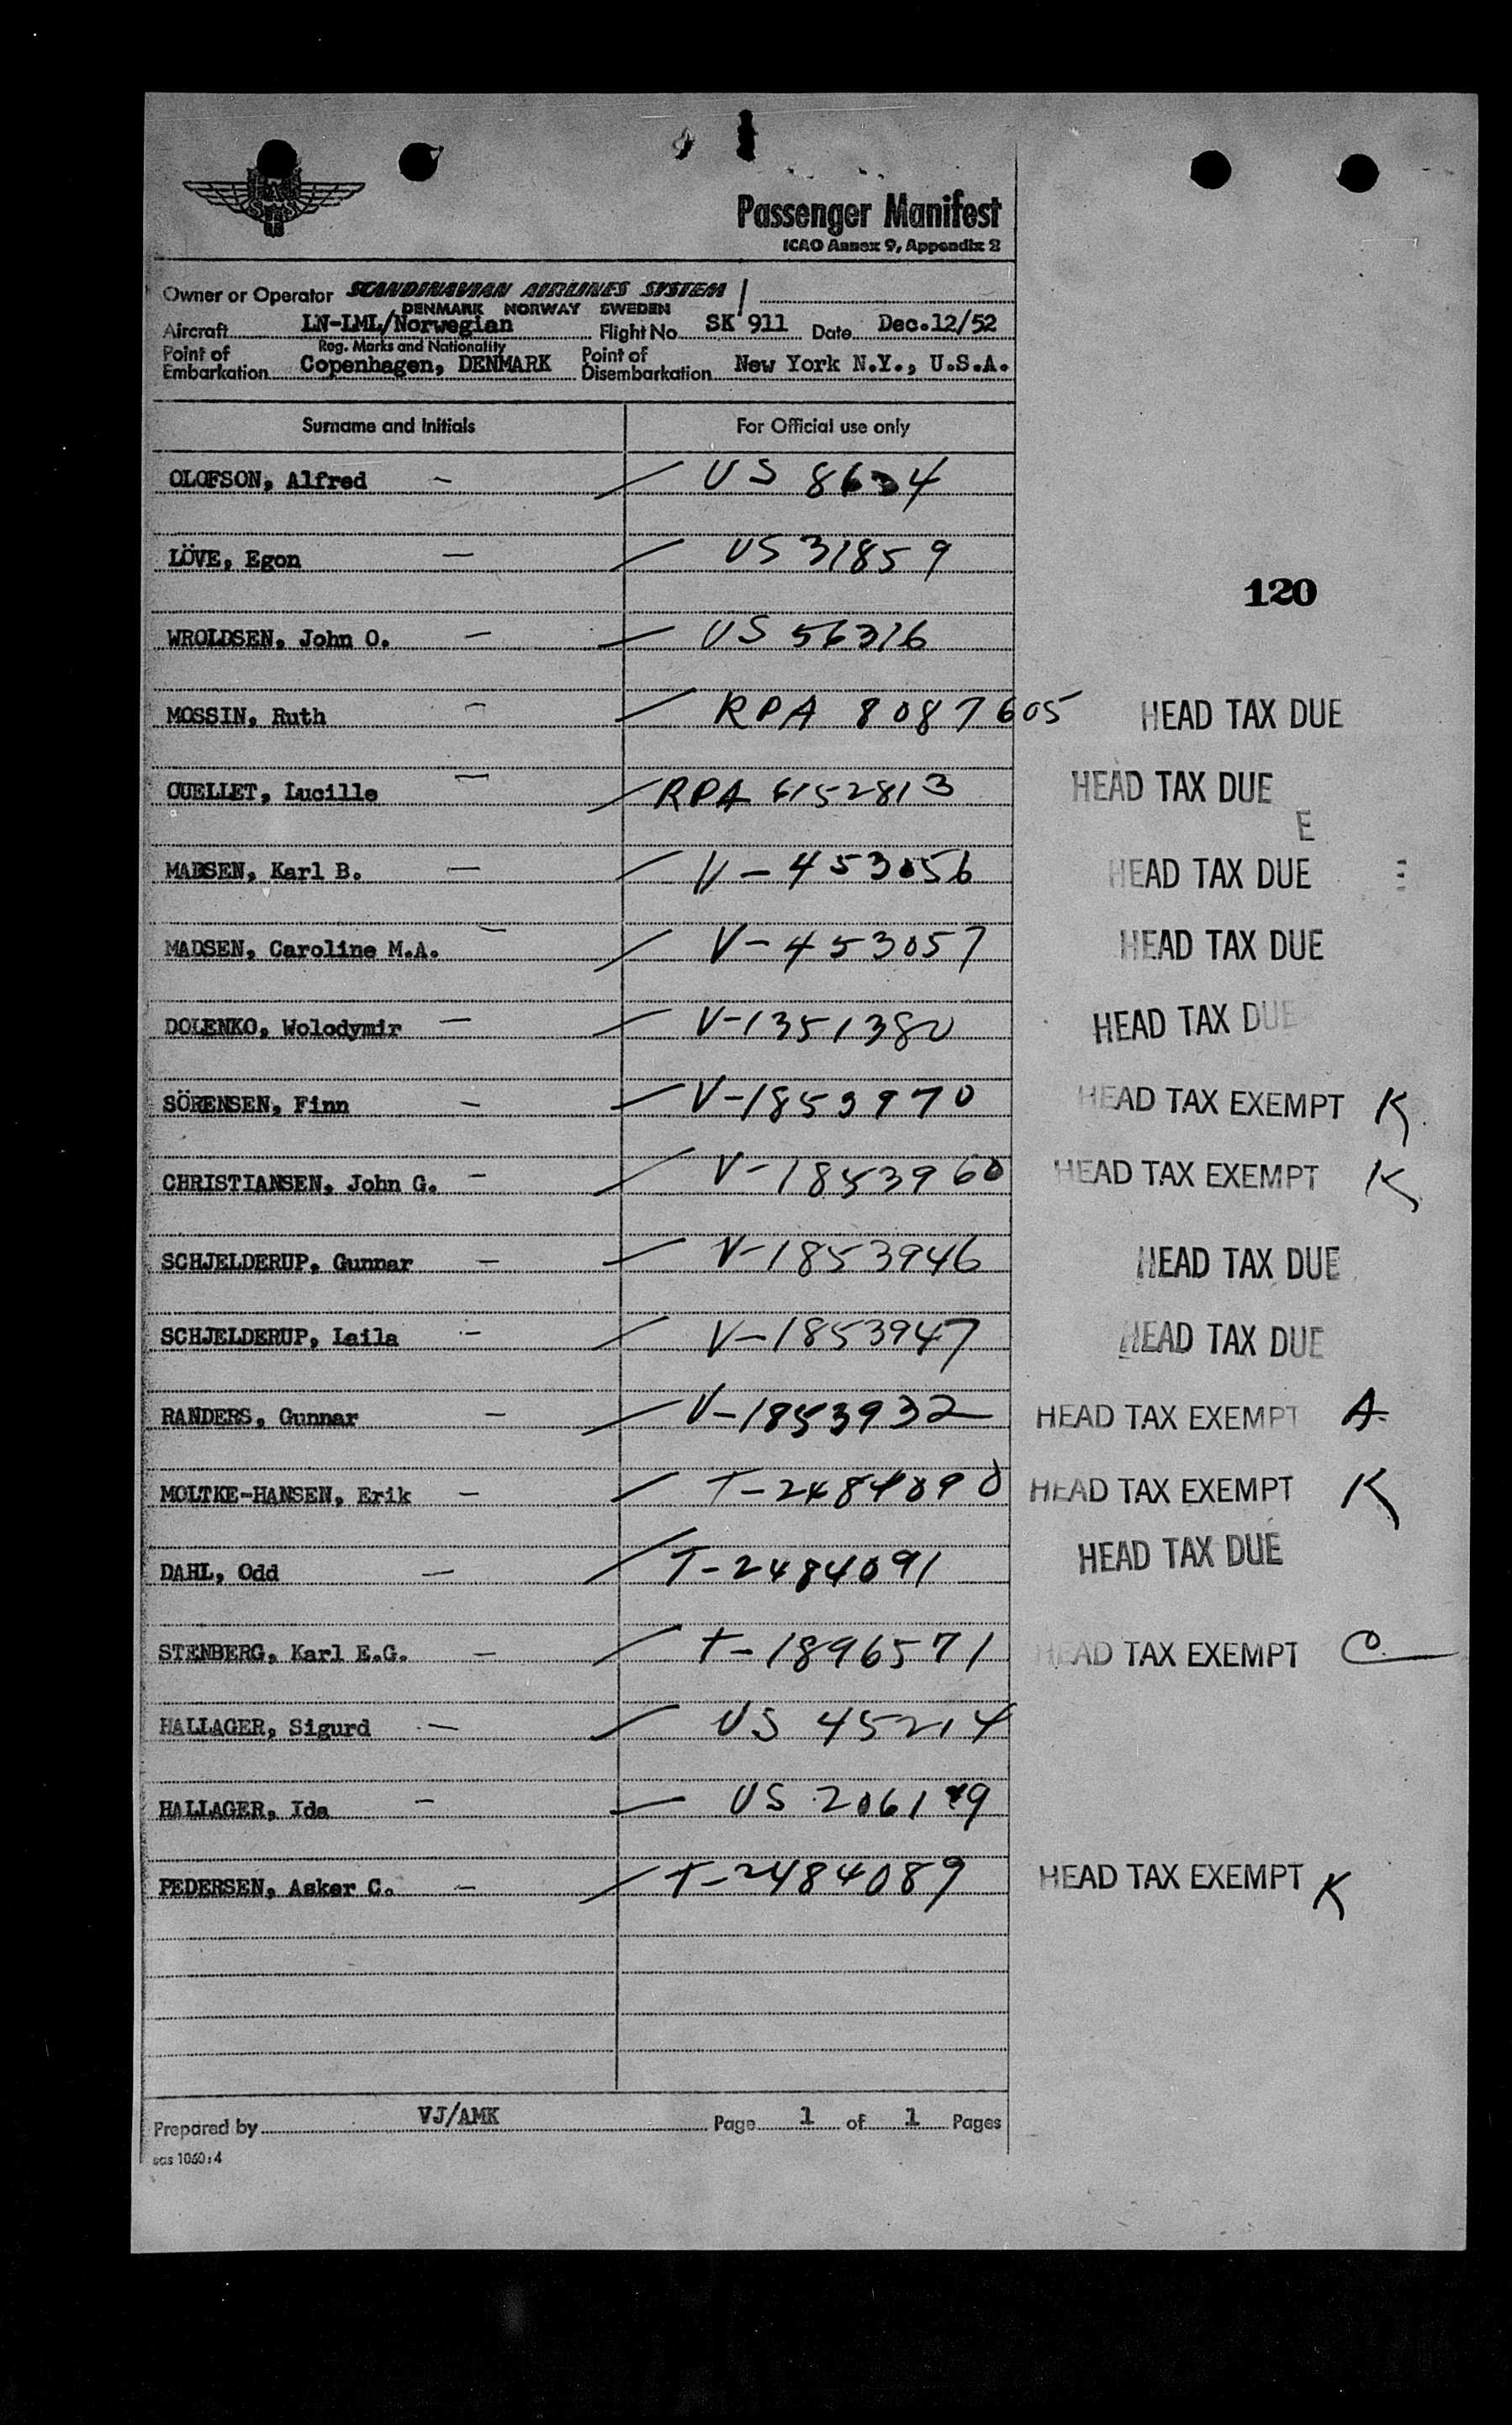 SAS
Passenger Manifest
ICAO Annex 9, Appendix 2
Owner or Operator SCANDINAVIAN AIRLINES SYSTEM
DENMARK NORWAY SWEDEN
Aircraft LN-LML/Norwegian Flight No. SK 911 Date Dec.12/52
Reg. Marks and Nationality
Point of Embarkation Copenhagen, DENMARK Point of Disembarkation New York N.Y., U.S.A.
Surname and Initials For Official use only
OLOFSON, Alfred - US 8634
LÖVE, Egon - US 31859
120
WROLDSEN, John O. - US 56316
MOSSIN, Ruth - RPA 8087605 HEAD TAX DUE
OUELLET, Lucille - RPA 6152813 HEAD TAX DUE
E
MADSEN, Karl B. - V-453056 HEAD TAX DUE
MADSEN, Caroline M.A. - V-453057 HEAD TAX DUE
DOLENKO, Wolodymir - V-1351380 HEAD TAX DUE
SÖRENSEN, Finn - V-1853970 HEAD TAX EXEMPT K
CHRISTIANSEN, John G. - V-1853960 HEAD TAX EXEMPT K
SCHJELDERUP, Gunnar - V-1853946 HEAD TAX DUE
SCHJELDERUP, Laila - V-1853947 HEAD TAX DUE
RANDERS, Gunnar - V-1853932 HEAD TAX EXEMPT A
MOLTKE-HANSEN, Erik - T-2484090 HEAD TAX EXEMPT K
DAHL, Odd - T-2484091 HEAD TAX DUE
STENBERG, Karl E.G. - T-1896571 HEAD TAX EXEMPT C
HALLAGER, Sigurd - US 45214
HALLAGER, Ida - US
PEDERSEN, Asker C. - T-2484089 HEAD TAX EXEMPT K
Prepared by VJ/AMK Page 1 of 1 Pages
sas 1060:4